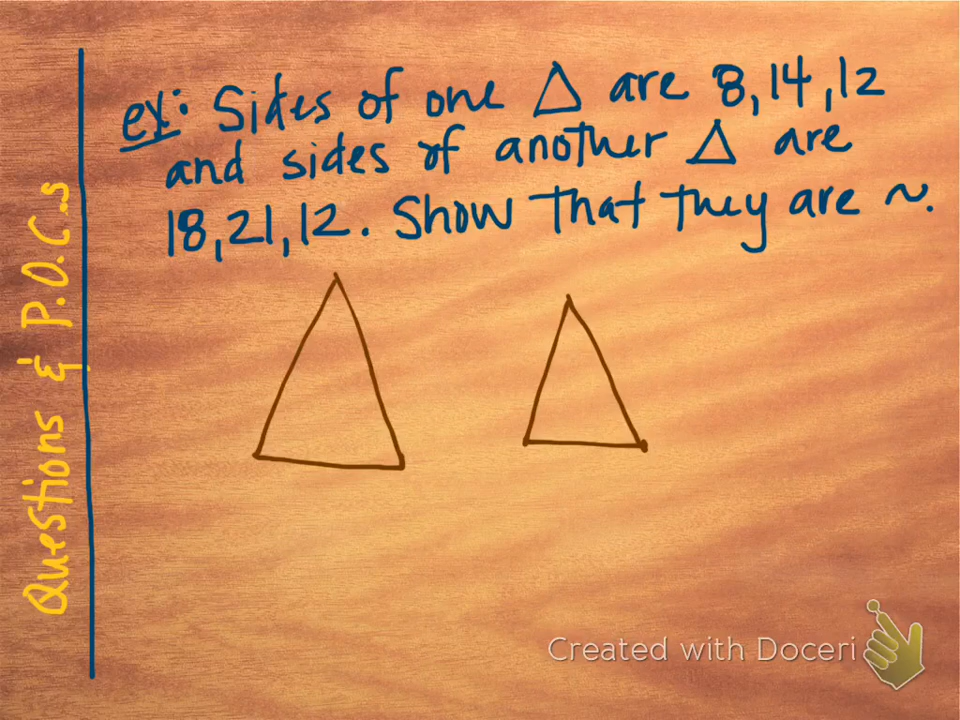 Questions & P.O.C.s
ex: Sides of one △ are 8, 14, 12
and sides of another △ are
18, 21, 12. Show that they are ~.
Created with Doceri